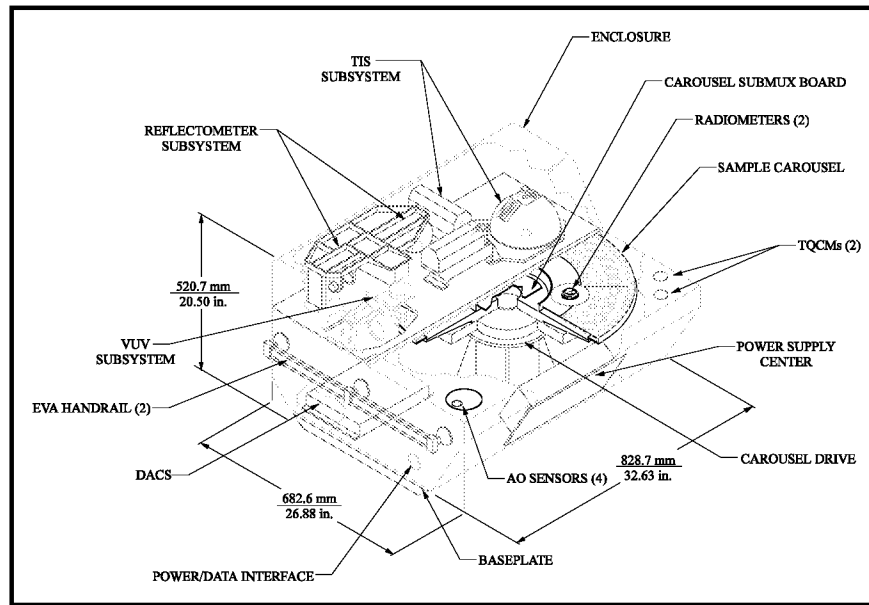 ENCLOSURE
TIS
SUBSYSTEM
CAROUSEL SUBMUX BOARD
RADIOMETERS (2)
REFLECTOMETER
SUBSYSTEM
SAMPLE CAROUSEL
TQCMs (2)
520.7 mm
20.50 in.
VUV
SUBSYSTEM
POWER SUPPLY
CENTER
EVA HANDRAIL (2)
DACS
AO SENSORS (4)
828.7 mm
32.63 in.
CAROUSEL DRIVE
682.6 mm
26.88 in.
BASEPLATE
POWER/DATA INTERFACE